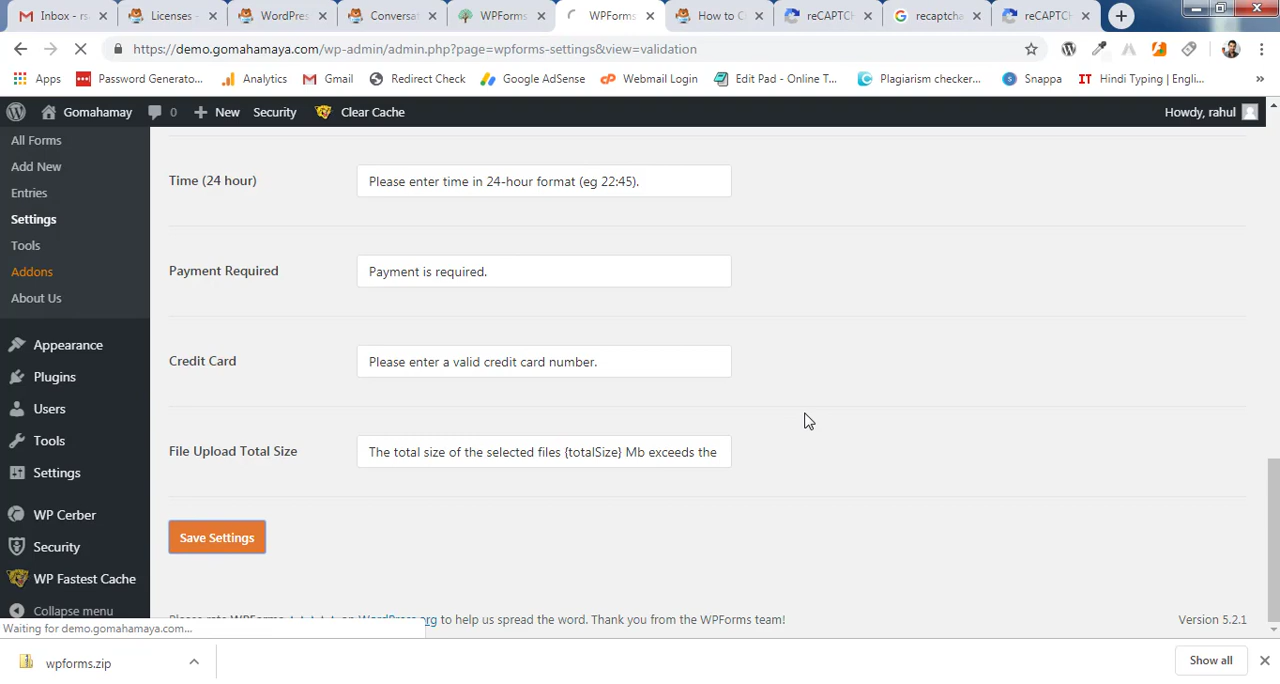 Inbox - rs
Licenses -
WordPres
Conversat
WPForms
WPForms
How to C
reCAPTCH
recaptcha
reCAPTCH
https://demo.gomahamaya.com/wp-admin/admin.php?page=wpforms-settings&view=validation
Apps
Password Generato...
Analytics
Gmail
Redirect Check
Google AdSense
Webmail Login
Edit Pad - Online T...
Plagiarism checker...
Snappa
IT Hindi Typing | Engli...
»
Gomahamay
0
New
Security
Clear Cache
Howdy, rahul
All Forms
Add New
Entries
Settings
Tools
Addons
About Us
Appearance
Plugins
Users
Tools
Settings
WP Cerber
Security
WP Fastest Cache
Collapse menu
Time (24 hour)
Please enter time in 24-hour format (eg 22:45).
Payment Required
Payment is required.
Credit Card
Please enter a valid credit card number.
File Upload Total Size
The total size of the selected files {totalSize} Mb exceeds the
Save Settings
to help us spread the word. Thank you from the WPForms team!
Version 5.2.1
Waiting for demo.gomahamaya.com...
wpforms.zip
Show all